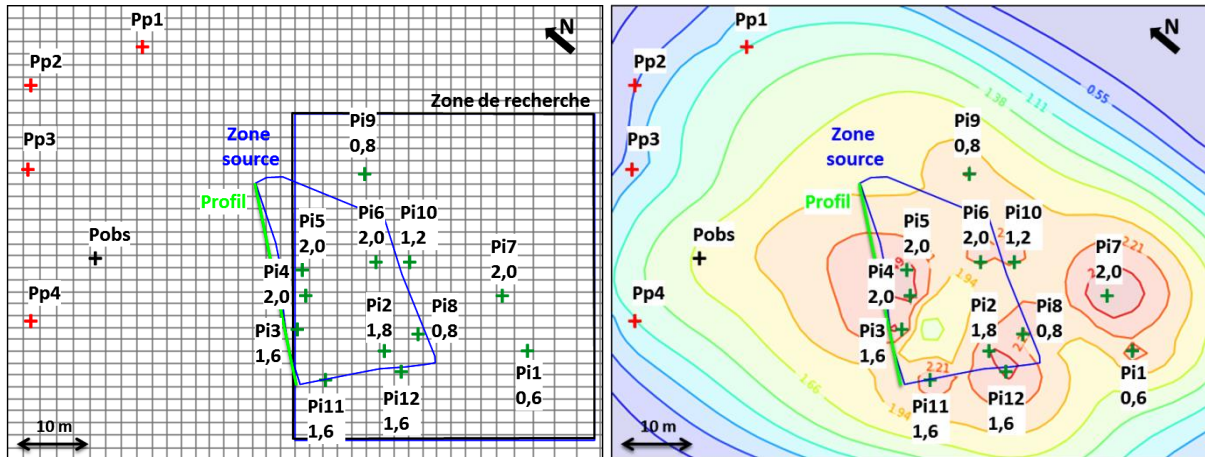 Pp1
N
Pp2
Zone de recherche
Pi9
0,8
Pp3
Zone
source
Profil
Pi5
2,0
Pi6
2,0
Pi10
1,2
Pobs
Pi7
2,0
Pi4
2,0
Pi2
1,8
Pi8
0,8
Pp4
Pi3
1,6
Pi1
0,6
Pi11
1,6
Pi12
1,6
10 m
Pp1
N
Pp2
0.55
1.38
1.11
Pi9
0,8
Pp3
Zone
source
Profil
Pi5
2,0
Pi6
2,0
Pi10
1,2
2.21
Pobs
Pi7
2,0
Pi4
2,0
1.94
Pi2
1,8
Pi8
0,8
Pp4
Pi3
1,6
1.66
2.21
Pi1
0,6
1.94
Pi11
1,6
Pi12
1,6
10 m